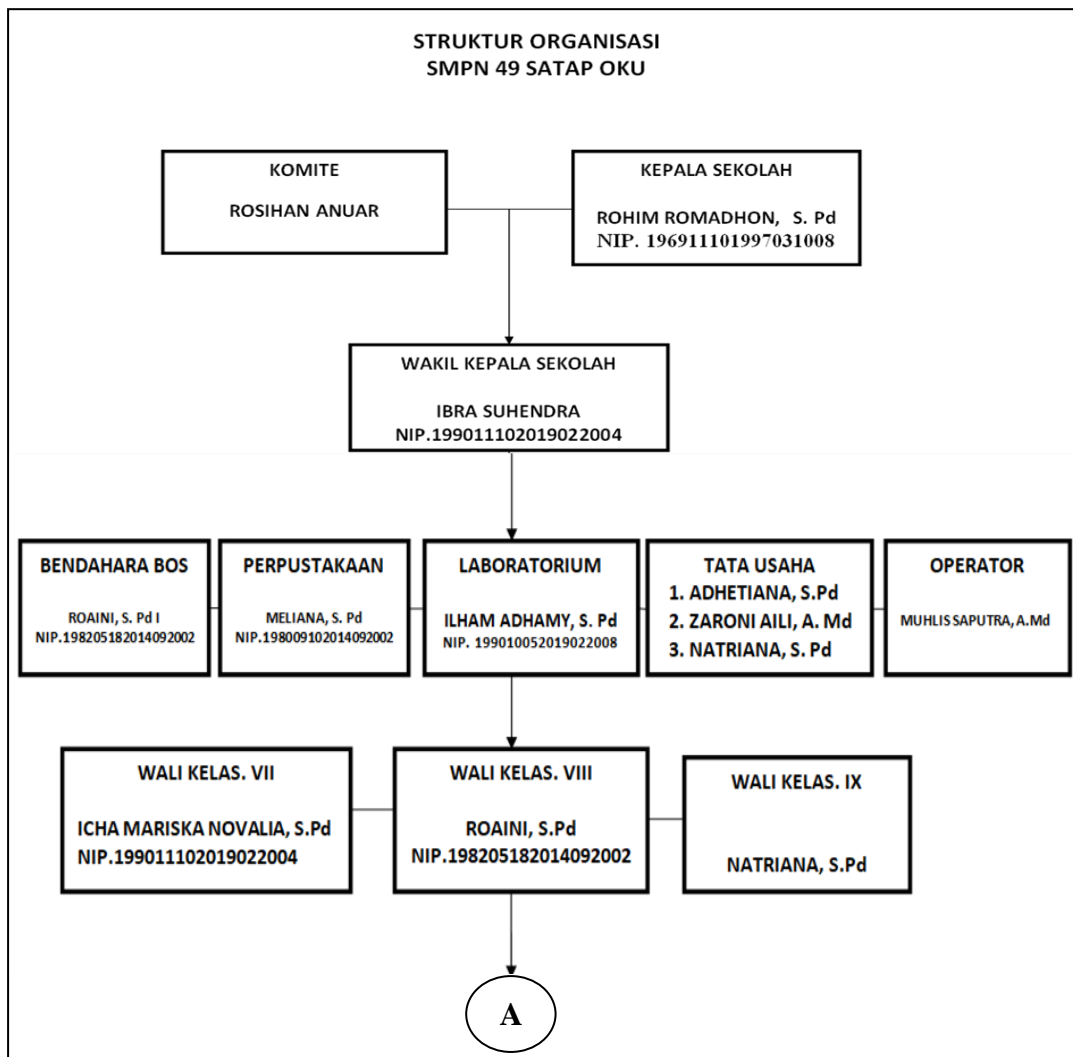 STRUKTUR ORGANISASI
SMPN 49 SATAP OKU
KOMITE
ROSIHAN ANUAR
KEPALA SEKOLAH
ROHIM ROMADHON, S. Pd
NIP. 196911101997031008
WAKIL KEPALA SEKOLAH
IBRA SUHENDRA
NIP.199011102019022004
BENDAHARA BOS
ROAINI, S. Pd I
NIP.198205182014092002
PERPUSTAKAAN
MELIANA, S. Pd
NIP.198009102014092002
LABORATORIUM
ILHAM ADHAMY, S. Pd
NIP. 199010052019022008
TATA USAHA
1. ADHETIANA, S.Pd
2. ZARONI AILI, A. Md
3. NATRIANA, S. Pd
OPERATOR
MUHLIS SAPUTRA, A.Md
WALI KELAS. VII
ICHA MARISKA NOVALIA, S.Pd
NIP.199011102019022004
WALI KELAS. VIII
ROAINI, S.Pd
NIP.198205182014092002
WALI KELAS. IX
NATRIANA, S.Pd
A